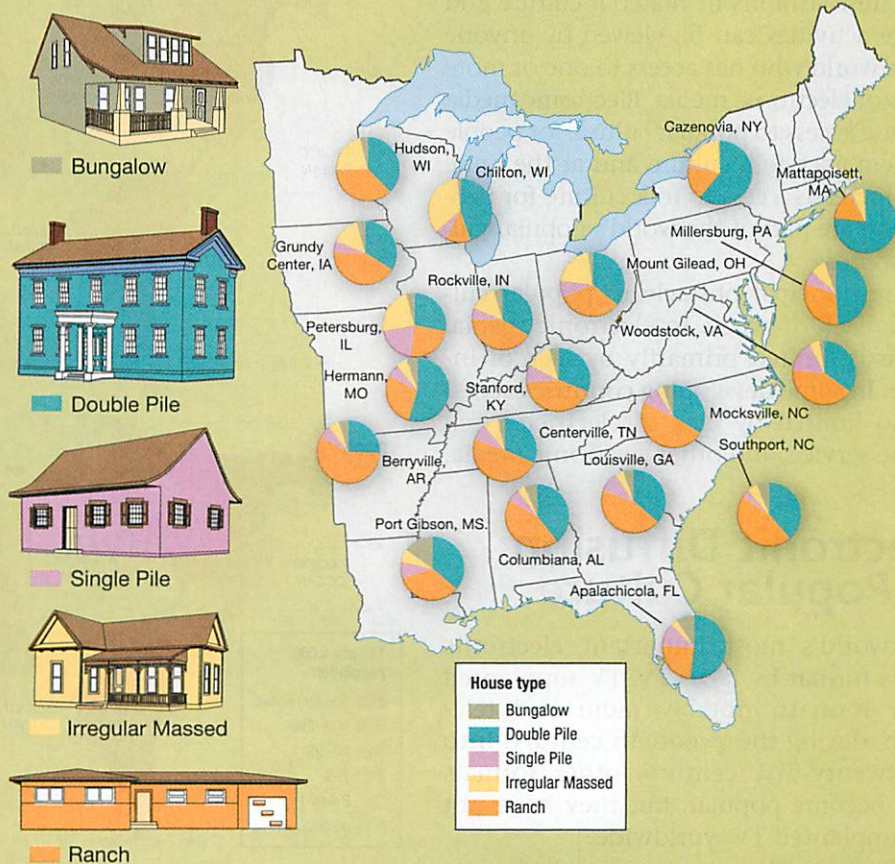 Bungalow
Double Pile
Single Pile
Irregular Massed
Ranch
Hudson,
WI
Chilton, WI
Cazenovia, NY
Mattapoisett,
MA
Grundy
Center, IA
Rockville, IN
Millersburg, PA
Mount Gilead, OH
Petersburg,
IL
Woodstock, VA
Hermann,
MO
Stanford,
KY
Mocksville, NC
Berryville,
AR
Centerville, TN
Southport, NC
Louisville, GA
Port Gibson, MS.
Columbiana, AL
Apalachicola, FL
House type
Bungalow
Double Pile
Single Pile
Irregular Massed
Ranch